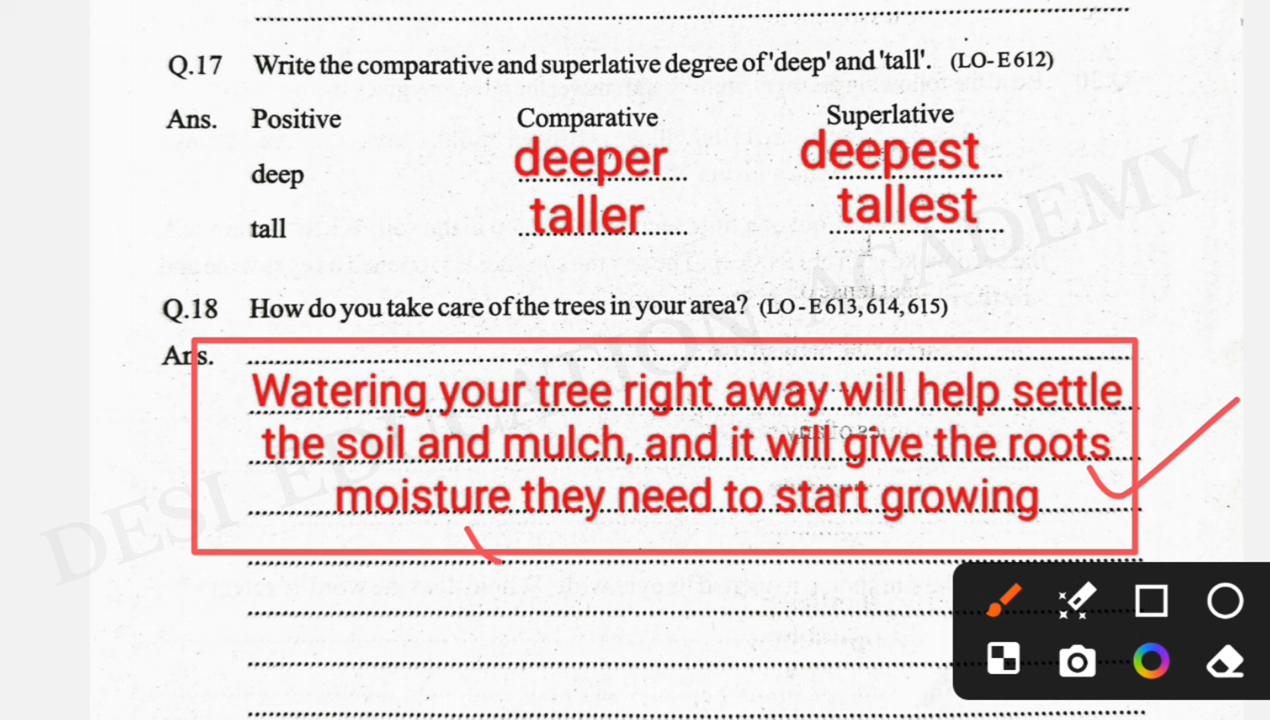 Q.17 Write the comparative and superlative degree of 'deep' and 'tall'. (LO-E 612)
Ans. Positive Comparative Superlative
deep deeper deepest
tall taller tallest
Q.18 How do you take care of the trees in your area? (LO-E 613, 614, 615)
Ans.
Watering your tree right away will help settle
the soil and mulch, and it will give the roots
moisture they need to start growing
DESI EDUCATION ACADEMY